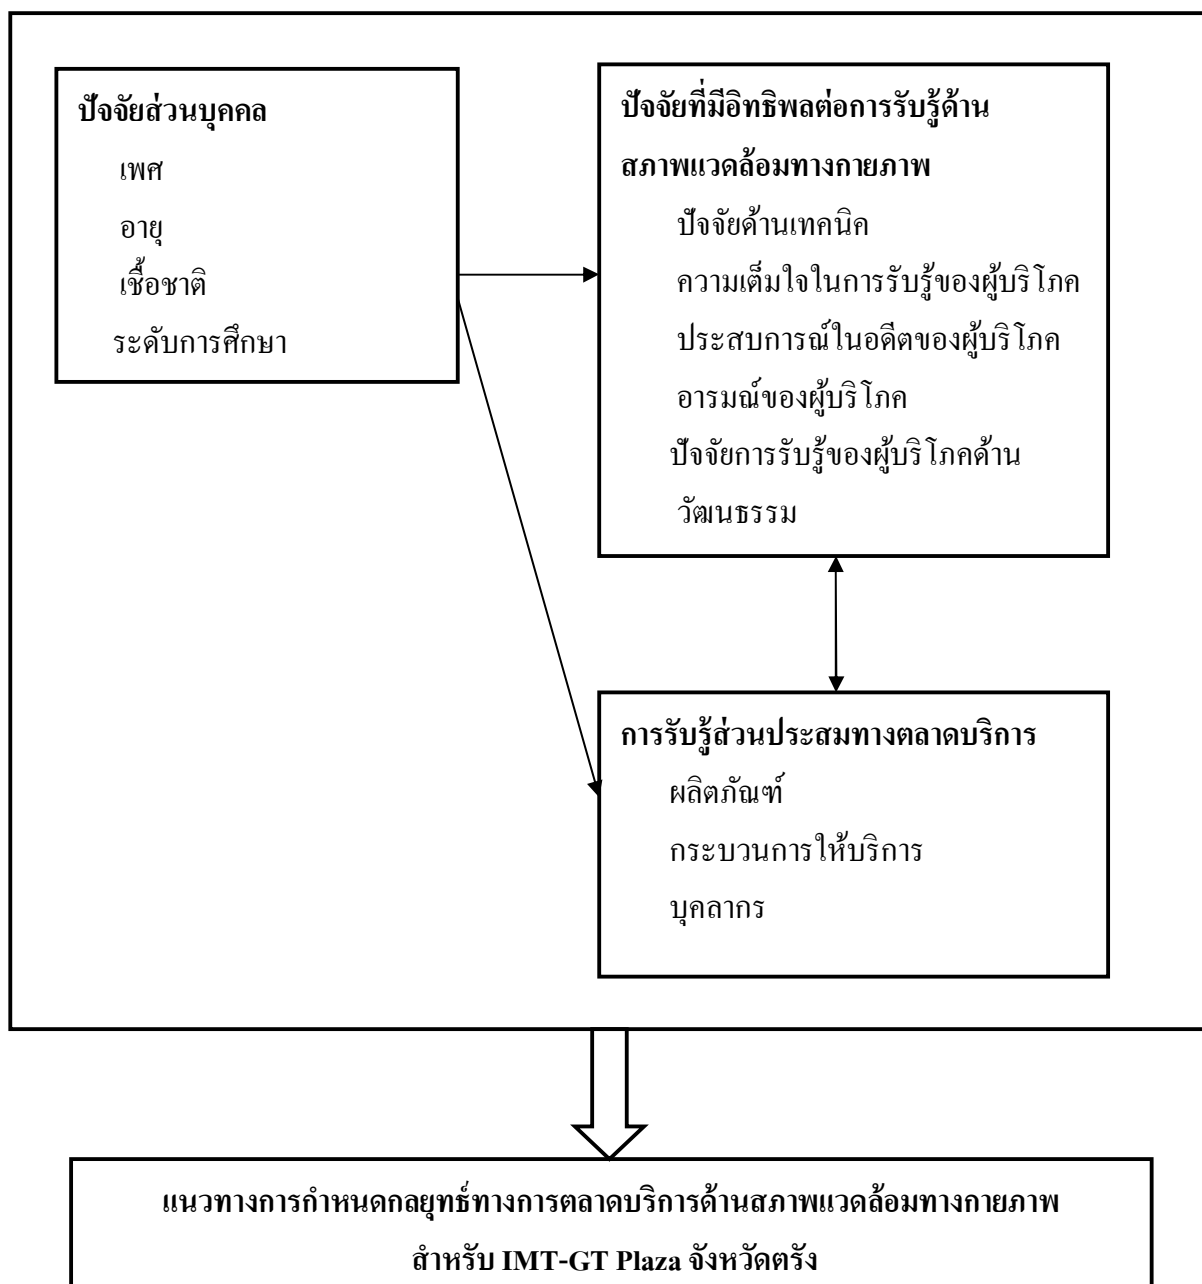 ปัจจัยส่วนบุคคล
เพศ
อายุ
เชื้อชาติ
ระดับการศึกษา
ปัจจัยที่มีอิทธิพลต่อการรับรู้ด้าน
สภาพแวดล้อมทางกายภาพ
ปัจจัยด้านเทคนิค
ความเต็มใจในการรับรู้ของผู้บริโภค
ประสบการณ์ในอดีตของผู้บริโภค
อารมณ์ของผู้บริโภค
ปัจจัยการรับรู้ของผู้บริโภคด้าน
วัฒนธรรม
การรับรู้ส่วนประสมทางตลาดบริการ
ผลิตภัณฑ์
กระบวนการให้บริการ
บุคลากร
แนวทางการกำหนดกลยุทธ์ทางการตลาดบริการด้านสภาพแวดล้อมทางกายภาพ
สำหรับ IMT-GT Plaza จังหวัดตรัง